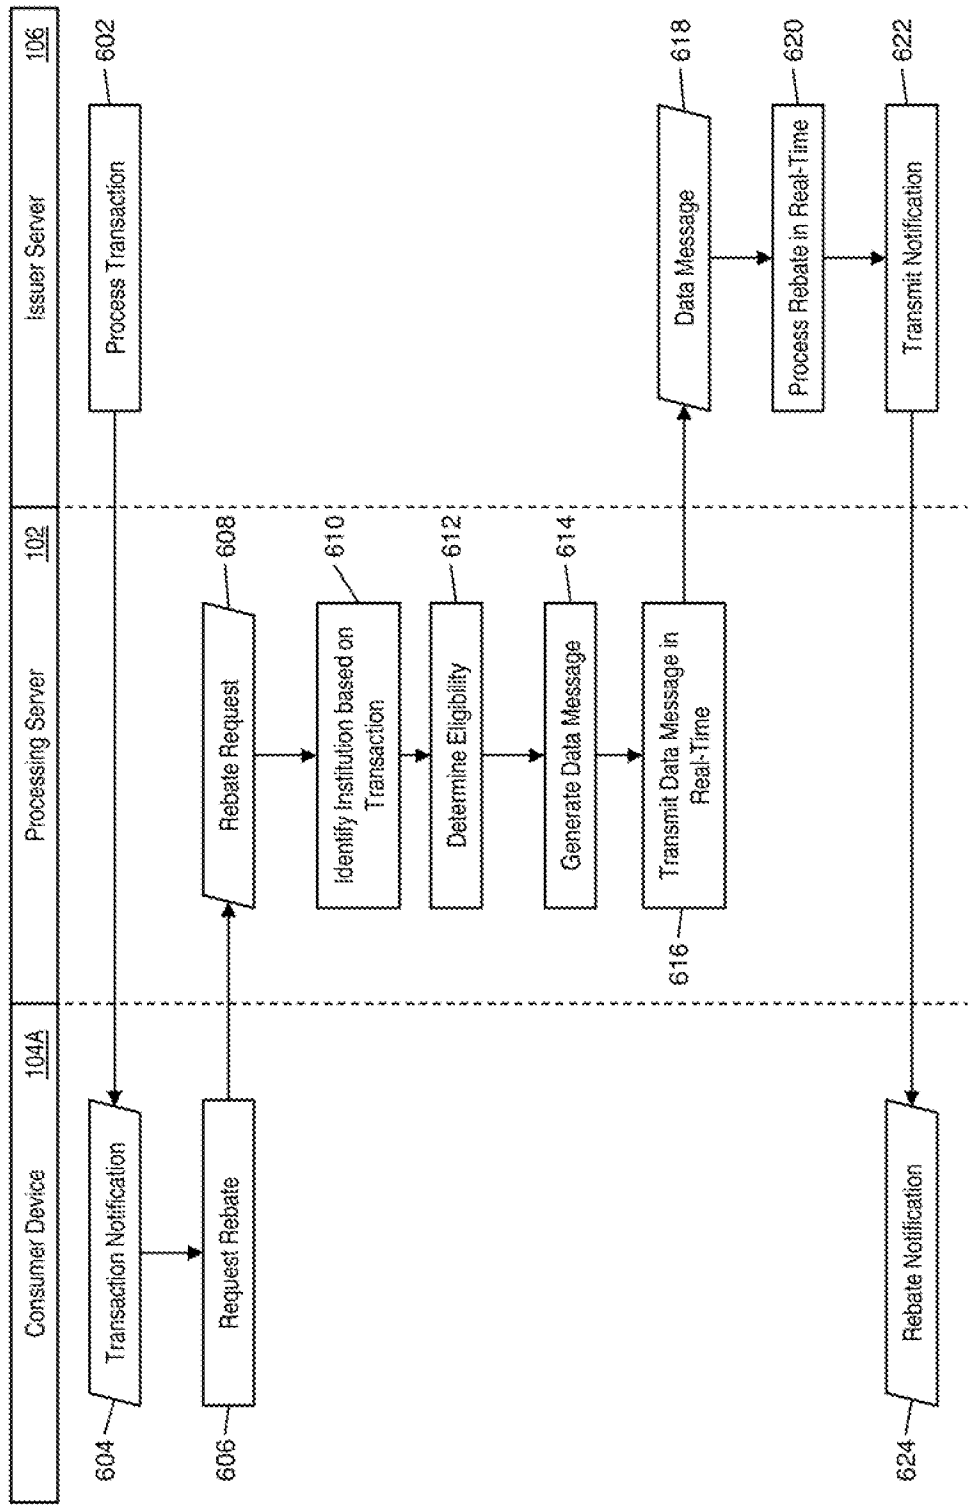 Consumer Device 104A
Processing Server 102
Issuer Server 106
Process Transaction
602
604
Transaction Notification
606
Request Rebate
Rebate Request
608
Identify Institution based on
Transaction
610
Determine Eligibility
612
Generate Data Message
614
616
Transmit Data Message in
Real-Time
Data Message
618
Process Rebate in Real-Time
620
Transmit Notification
622
624
Rebate Notification